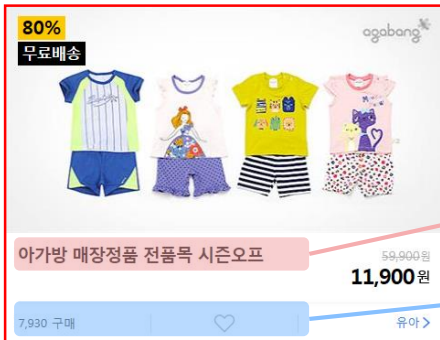 80%
agabang
무료배송
아가방 매장정품 전품목 시즌오프
59,900원
11,900원
7,930 구매
유아 >